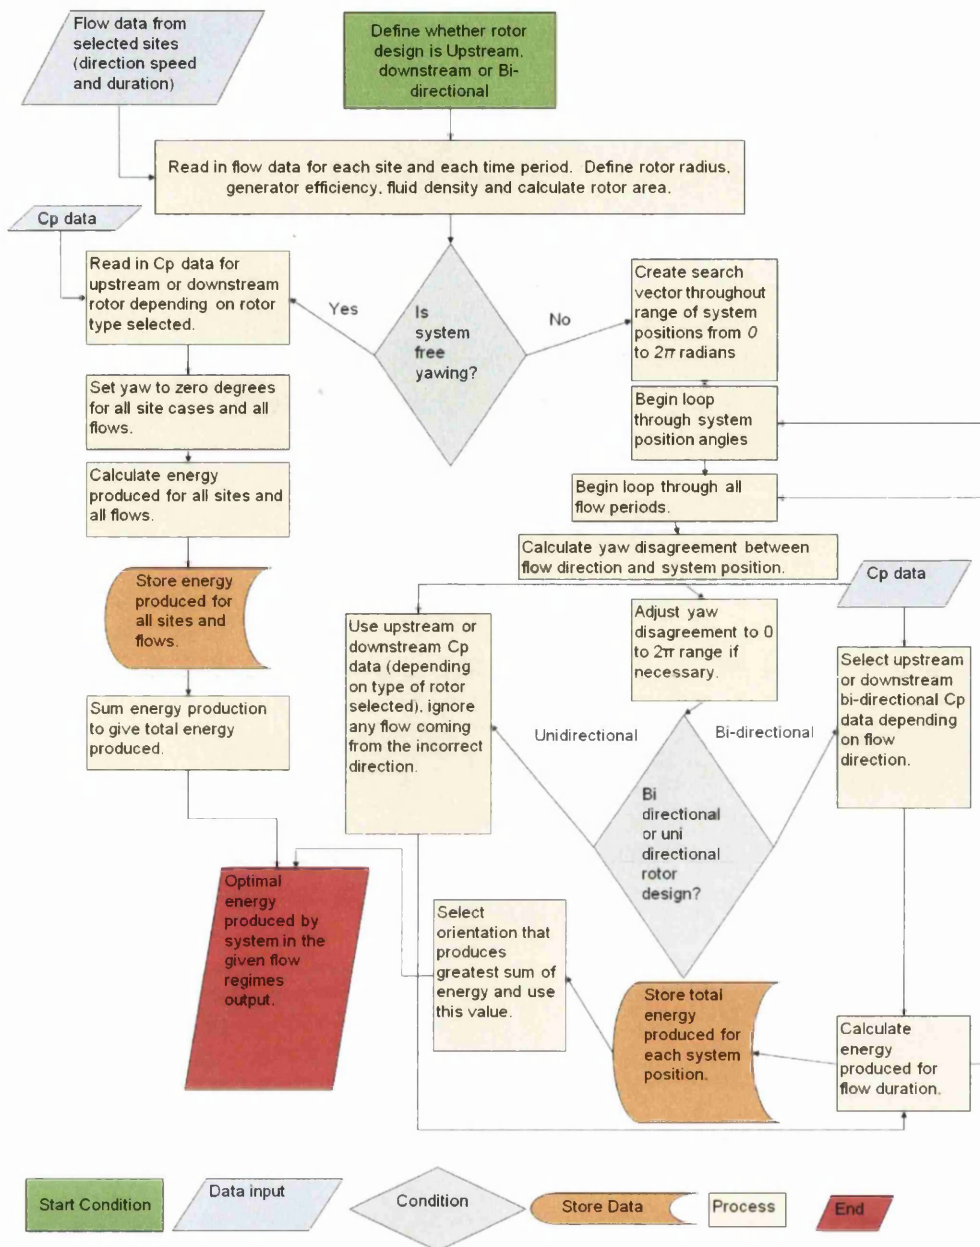 Flow data from
selected sites
(direction speed
and duration)
Define whether rotor
design is Upstream,
downstream or Bi-
directional
Read in flow data for each site and each time period. Define rotor radius,
generator efficiency, fluid density and calculate rotor area.
Cp data
Read in Cp data for
upstream or downstream
rotor depending on rotor
type selected.
Yes
Is
system
free
yawing?
No
Create search
vector throughout
range of system
positions from 0
to 2π radians
Set yaw to zero degrees
for all site cases and all
flows.
Begin loop
through system
position angles
Calculate energy
produced for all sites and
all flows.
Begin loop through all
flow periods.
Calculate yaw disagreement between
flow direction and system position.
Store energy
produced for
all sites and
flows.
Cp data
Use upstream or
downstream Cp
data (depending
on type of rotor
selected), ignore
any flow coming
from the incorrect
direction.
Adjust yaw
disagreement to 0
to 2π range if
necessary.
Select upstream
or downstream
bi-directional Cp
data depending
on flow
direction.
Sum energy production
to give total energy
produced.
Unidirectional
Bi-directional
Bi
directional
or uni
directional
rotor
design?
Optimal
energy
produced by
system in the
given flow
regimes
output.
Select
orientation that
produces
greatest sum of
energy and use
this value.
Store total
energy
produced for
each system
position.
Calculate
energy
produced for
flow duration.
Start Condition
Data input
Condition
Store Data
Process
End